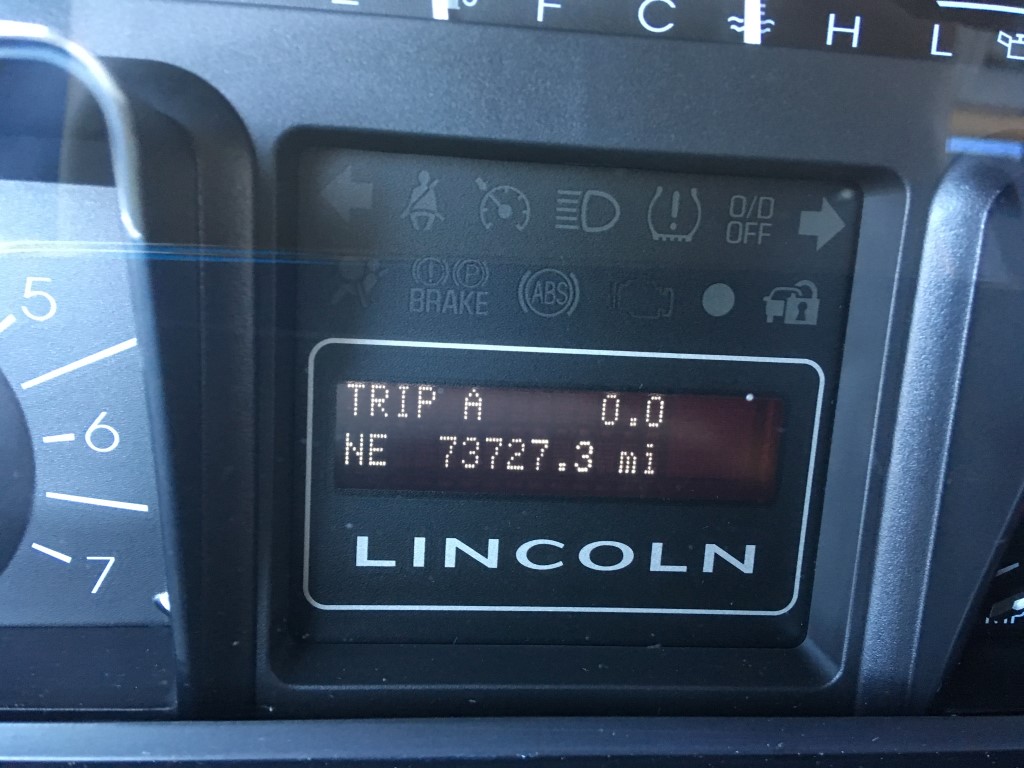 F C H L
O/D
OFF
BRAKE ABS
TRIP A 0.0
NE 73727.3 mi
LINCOLN
5
6
7